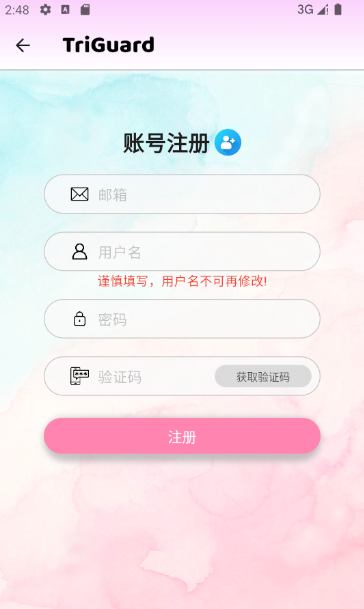 2:48 3G
TriGuard
账号注册
邮箱
用户名
谨慎填写，用户名不可再修改!
密码
验证码 获取验证码
注册